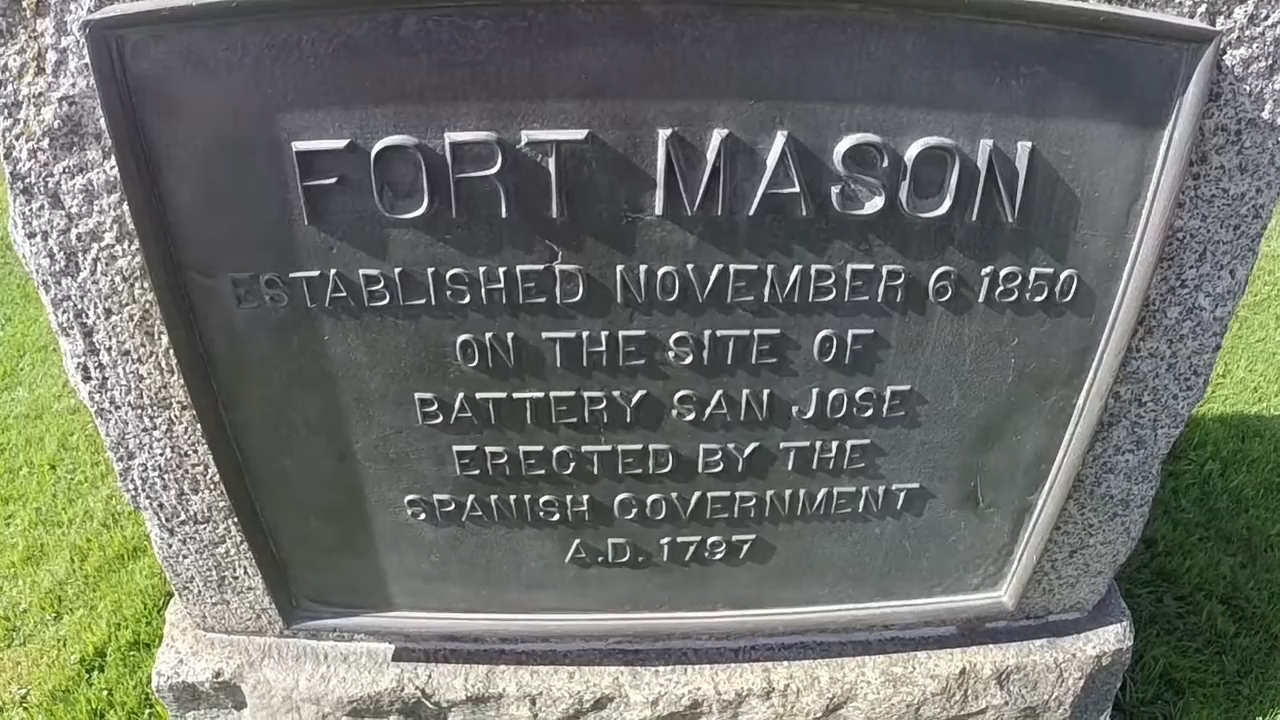 FORT MASON
ESTABLISHED NOVEMBER 6 1850
ON THE SITE OF
BATTERY SAN JOSE
ERECTED BY THE
SPANISH GOVERNMENT
A.D. 1797